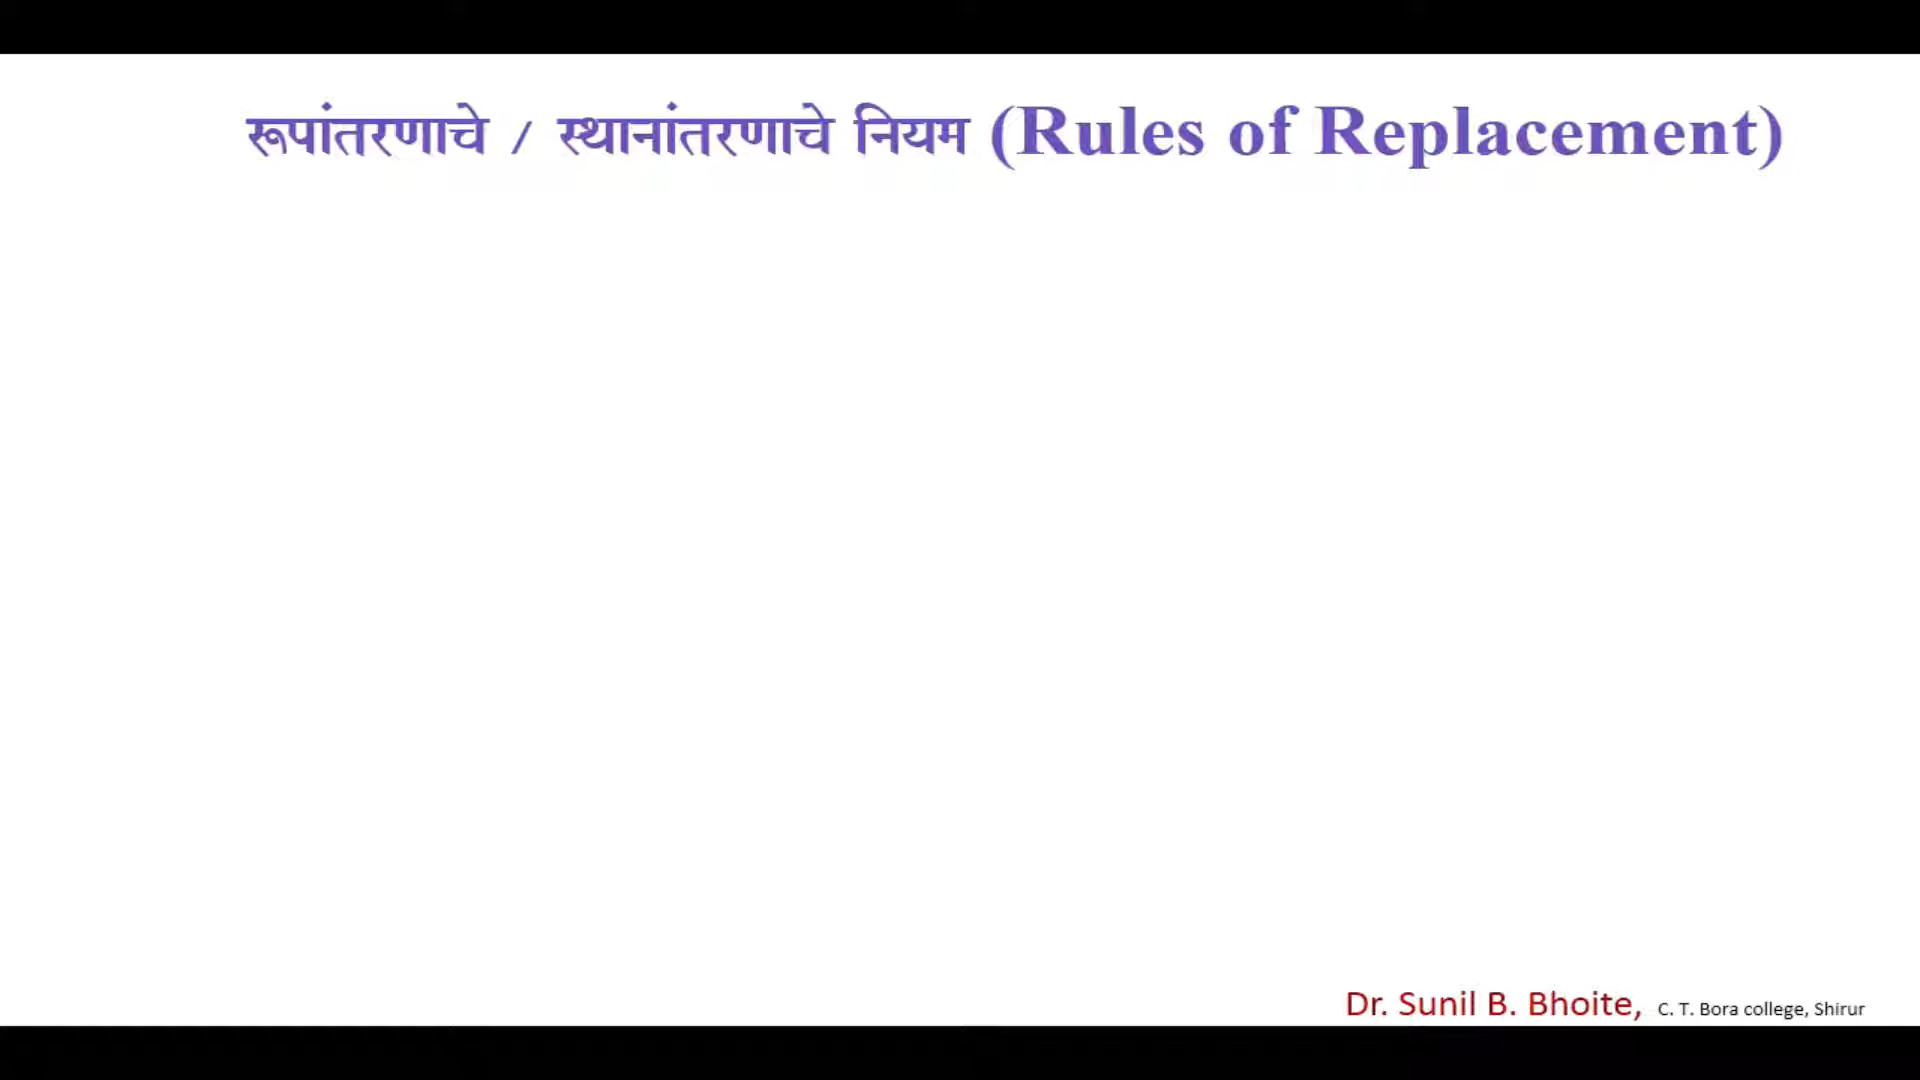 रूपांतरणाचे / स्थानांतरणाचे नियम (Rules of Replacement)
Dr. Sunil B. Bhoite, C. T. Bora college, Shirur